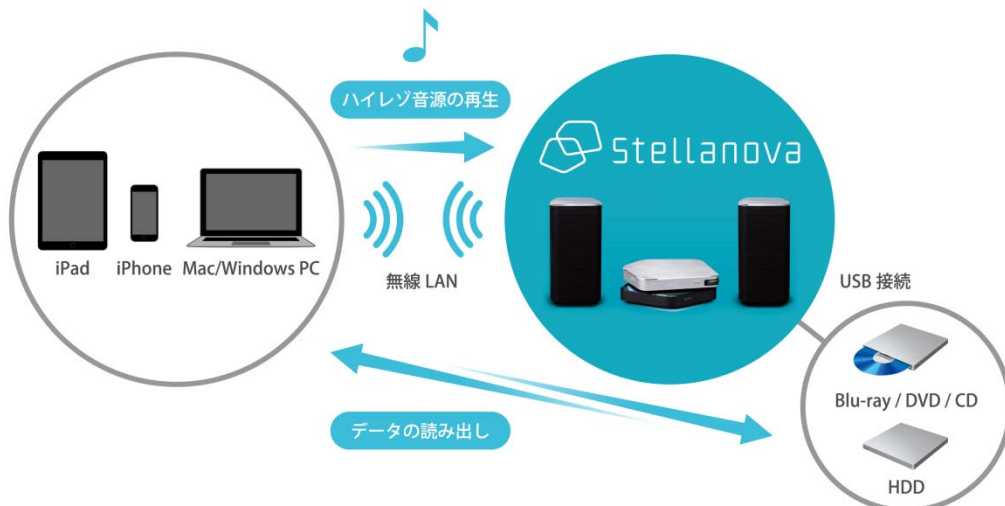 ハイレゾ音源の再生
Stellanova
iPad
iPhone
Mac/Windows PC
無線 LAN
USB 接続
Blu-ray / DVD / CD
データの読み出し
HDD